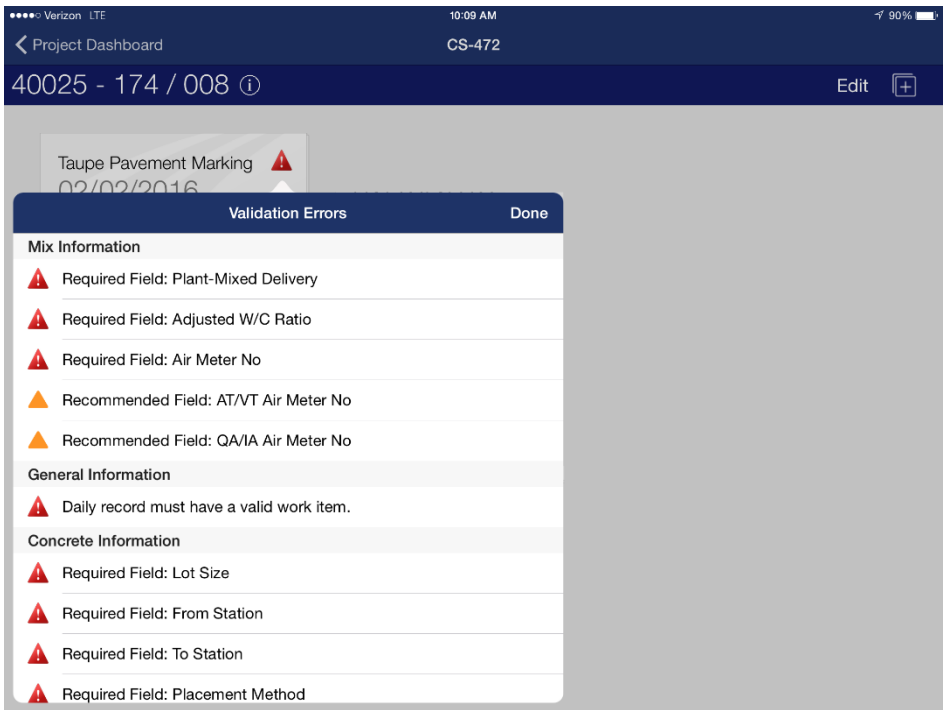 Verizon LTE
10:09 AM
90%
Project Dashboard
CS-472
40025 - 174 / 008
Edit
Taupe Pavement Marking
02/02/2016
Validation Errors
Done
Mix Information
Required Field: Plant-Mixed Delivery
Required Field: Adjusted W/C Ratio
Required Field: Air Meter No
Recommended Field: AT/VT Air Meter No
Recommended Field: QA/IA Air Meter No
General Information
Daily record must have a valid work item.
Concrete Information
Required Field: Lot Size
Required Field: From Station
Required Field: To Station
Required Field: Placement Method